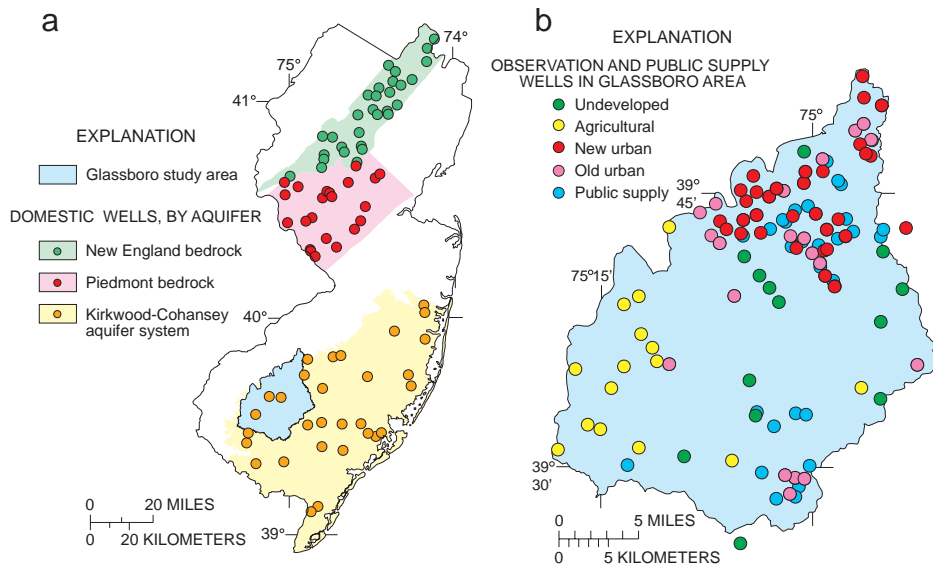 a
74°
75°
41°
EXPLANATION
Glassboro study area
DOMESTIC WELLS, BY AQUIFER
New England bedrock
Piedmont bedrock
Kirkwood-Cohansey
aquifer system
40°
0 20 MILES
0 20 KILOMETERS
39°
b
EXPLANATION
OBSERVATION AND PUBLIC SUPPLY
WELLS IN GLASSBORO AREA
Undeveloped
Agricultural
New urban
Old urban
Public supply
75°
39°
45’
75°15’
39°
30’
0 5 MILES
0 5 KILOMETERS